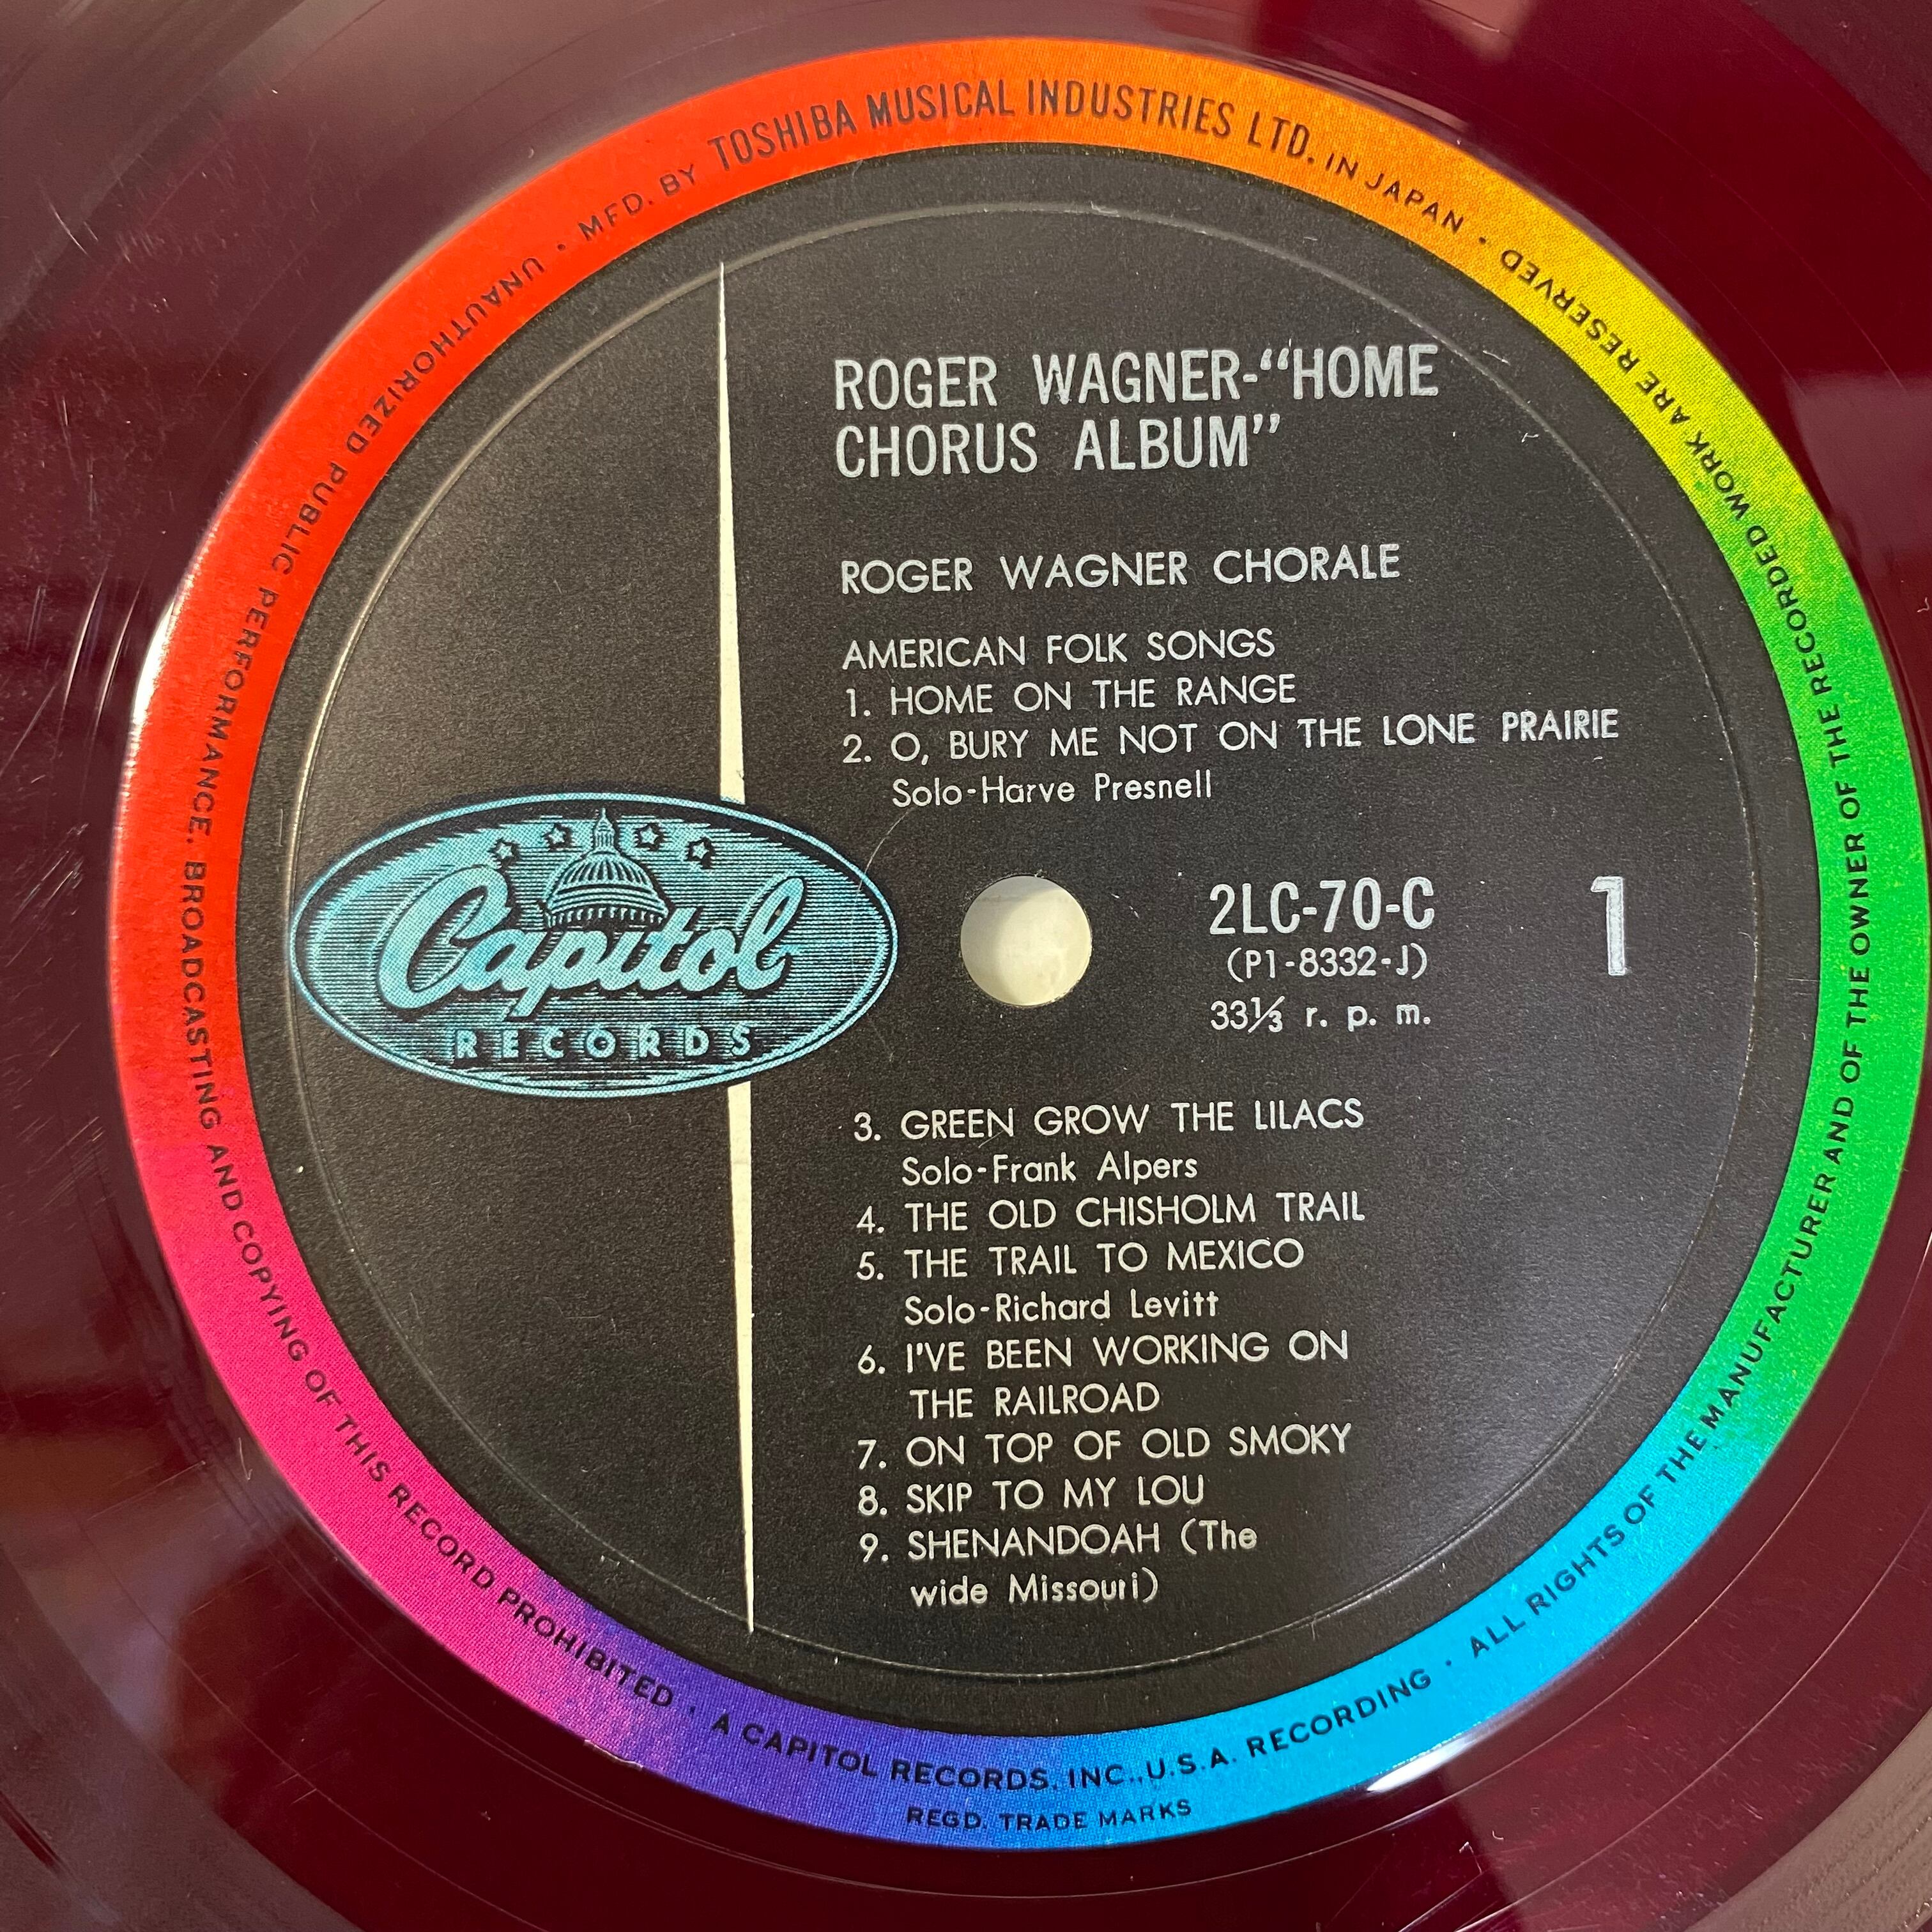 MFD. BY TOSHIBA MUSICAL INDUSTRIES LTD. IN JAPAN · ALL RIGHTS OF THE MANUFACTURER AND OF THE OWNER OF THE RECORDED WORK ARE RESERVED · UNAUTHORIZED PUBLIC PERFORMANCE, BROADCASTING AND COPYING OF THIS RECORD PROHIBITED · A CAPITOL RECORDS, INC., U.S.A. RECORDING ·
REGD. TRADE MARKS
ROGER WAGNER-“HOME
CHORUS ALBUM”
ROGER WAGNER CHORALE
AMERICAN FOLK SONGS
1. HOME ON THE RANGE
2. O, BURY ME NOT ON THE LONE PRAIRIE
Solo-Harve Presnell
Capitol
RECORDS
2LC-70-C
(P1-8332-J)
33⅓ r. p. m.
1
3. GREEN GROW THE LILACS
Solo-Frank Alpers
4. THE OLD CHISHOLM TRAIL
5. THE TRAIL TO MEXICO
Solo-Richard Levitt
6. I'VE BEEN WORKING ON
THE RAILROAD
7. ON TOP OF OLD SMOKY
8. SKIP TO MY LOU
9. SHENANDOAH (The
wide Missouri)